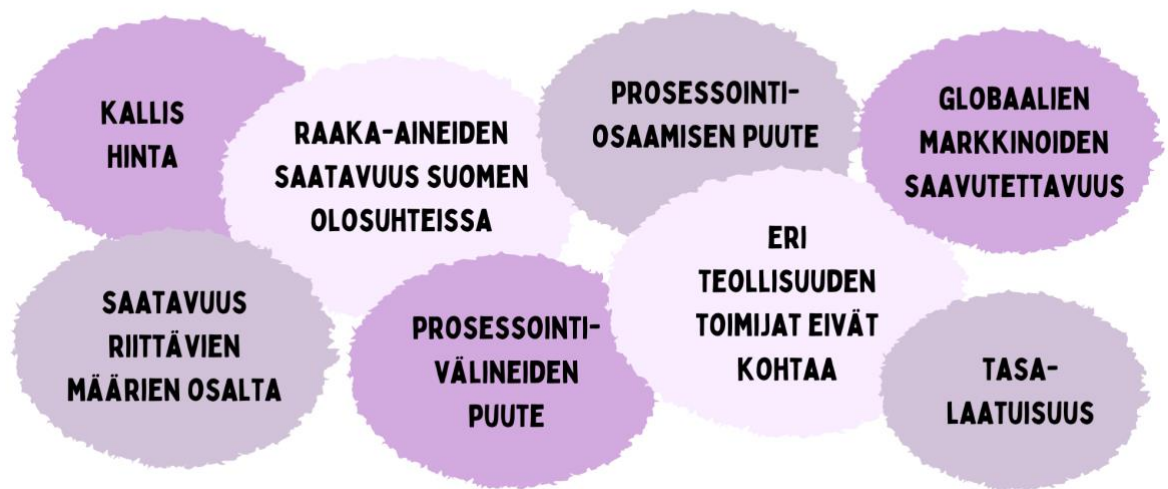 KALLIS
HINTA
RAAKA-AINEIDEN
SAATAVUUS SUOMEN
OLOSUHTEISSA
PROSESSOINTI-
OSAAMISEN PUUTE
GLOBAALIEN
MARKKINOIDEN
SAAVUTETTAVUUS
SAATAVUUS
RIITTÄVIEN
MÄÄRIEN OSALTA
PROSESSOINTI-
VÄLINEIDEN
PUUTE
ERI
TEOLLISUUDEN
TOIMIJAT EIVÄT
KOHTAA
TASA-
LAATUISUUS